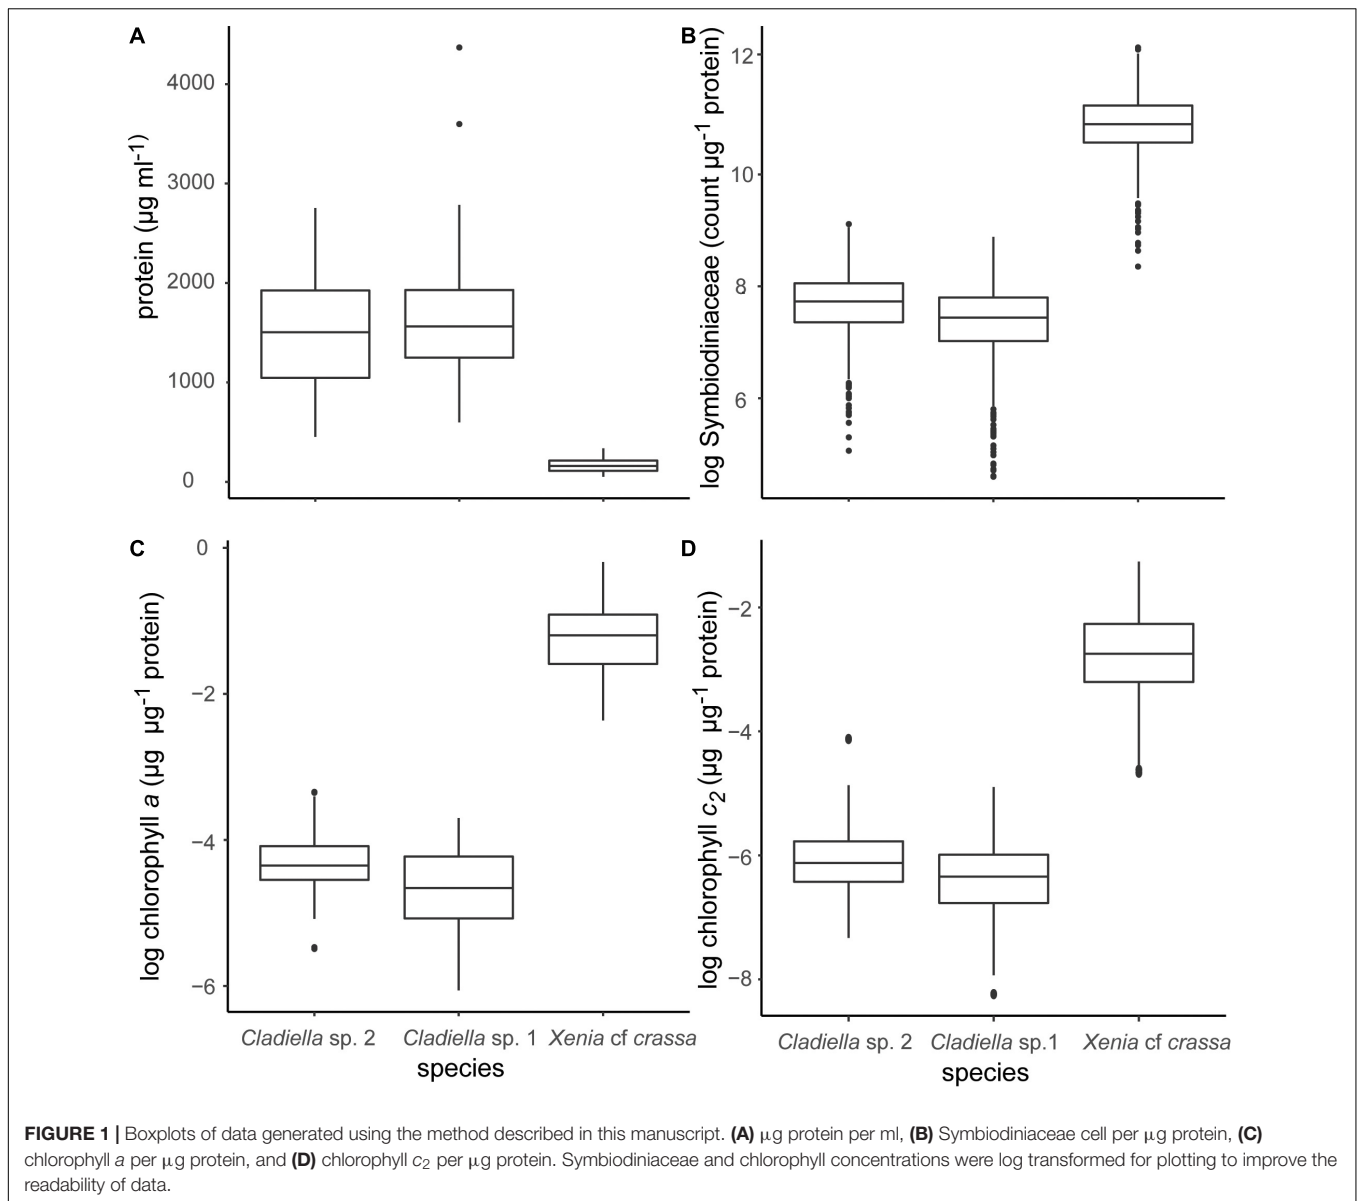 A
4000
3000
2000
1000
0
protein (µg ml-1)
B
12
10
8
6
log Symbiodiniaceae (count µg-1 protein)
C
0
−2
−4
−6
log chlorophyll a (µg µg-1 protein)
Cladiella sp. 2 Cladiella sp. 1 Xenia cf crassa
species
D
−2
−4
−6
−8
log chlorophyll c2 (µg µg-1 protein)
Cladiella sp. 2 Cladiella sp.1 Xenia cf crassa
species
FIGURE 1 | Boxplots of data generated using the method described in this manuscript. (A) µg protein per ml, (B) Symbiodiniaceae cell per µg protein, (C)
chlorophyll a per µg protein, and (D) chlorophyll c2 per µg protein. Symbiodiniaceae and chlorophyll concentrations were log transformed for plotting to improve the
readability of data.